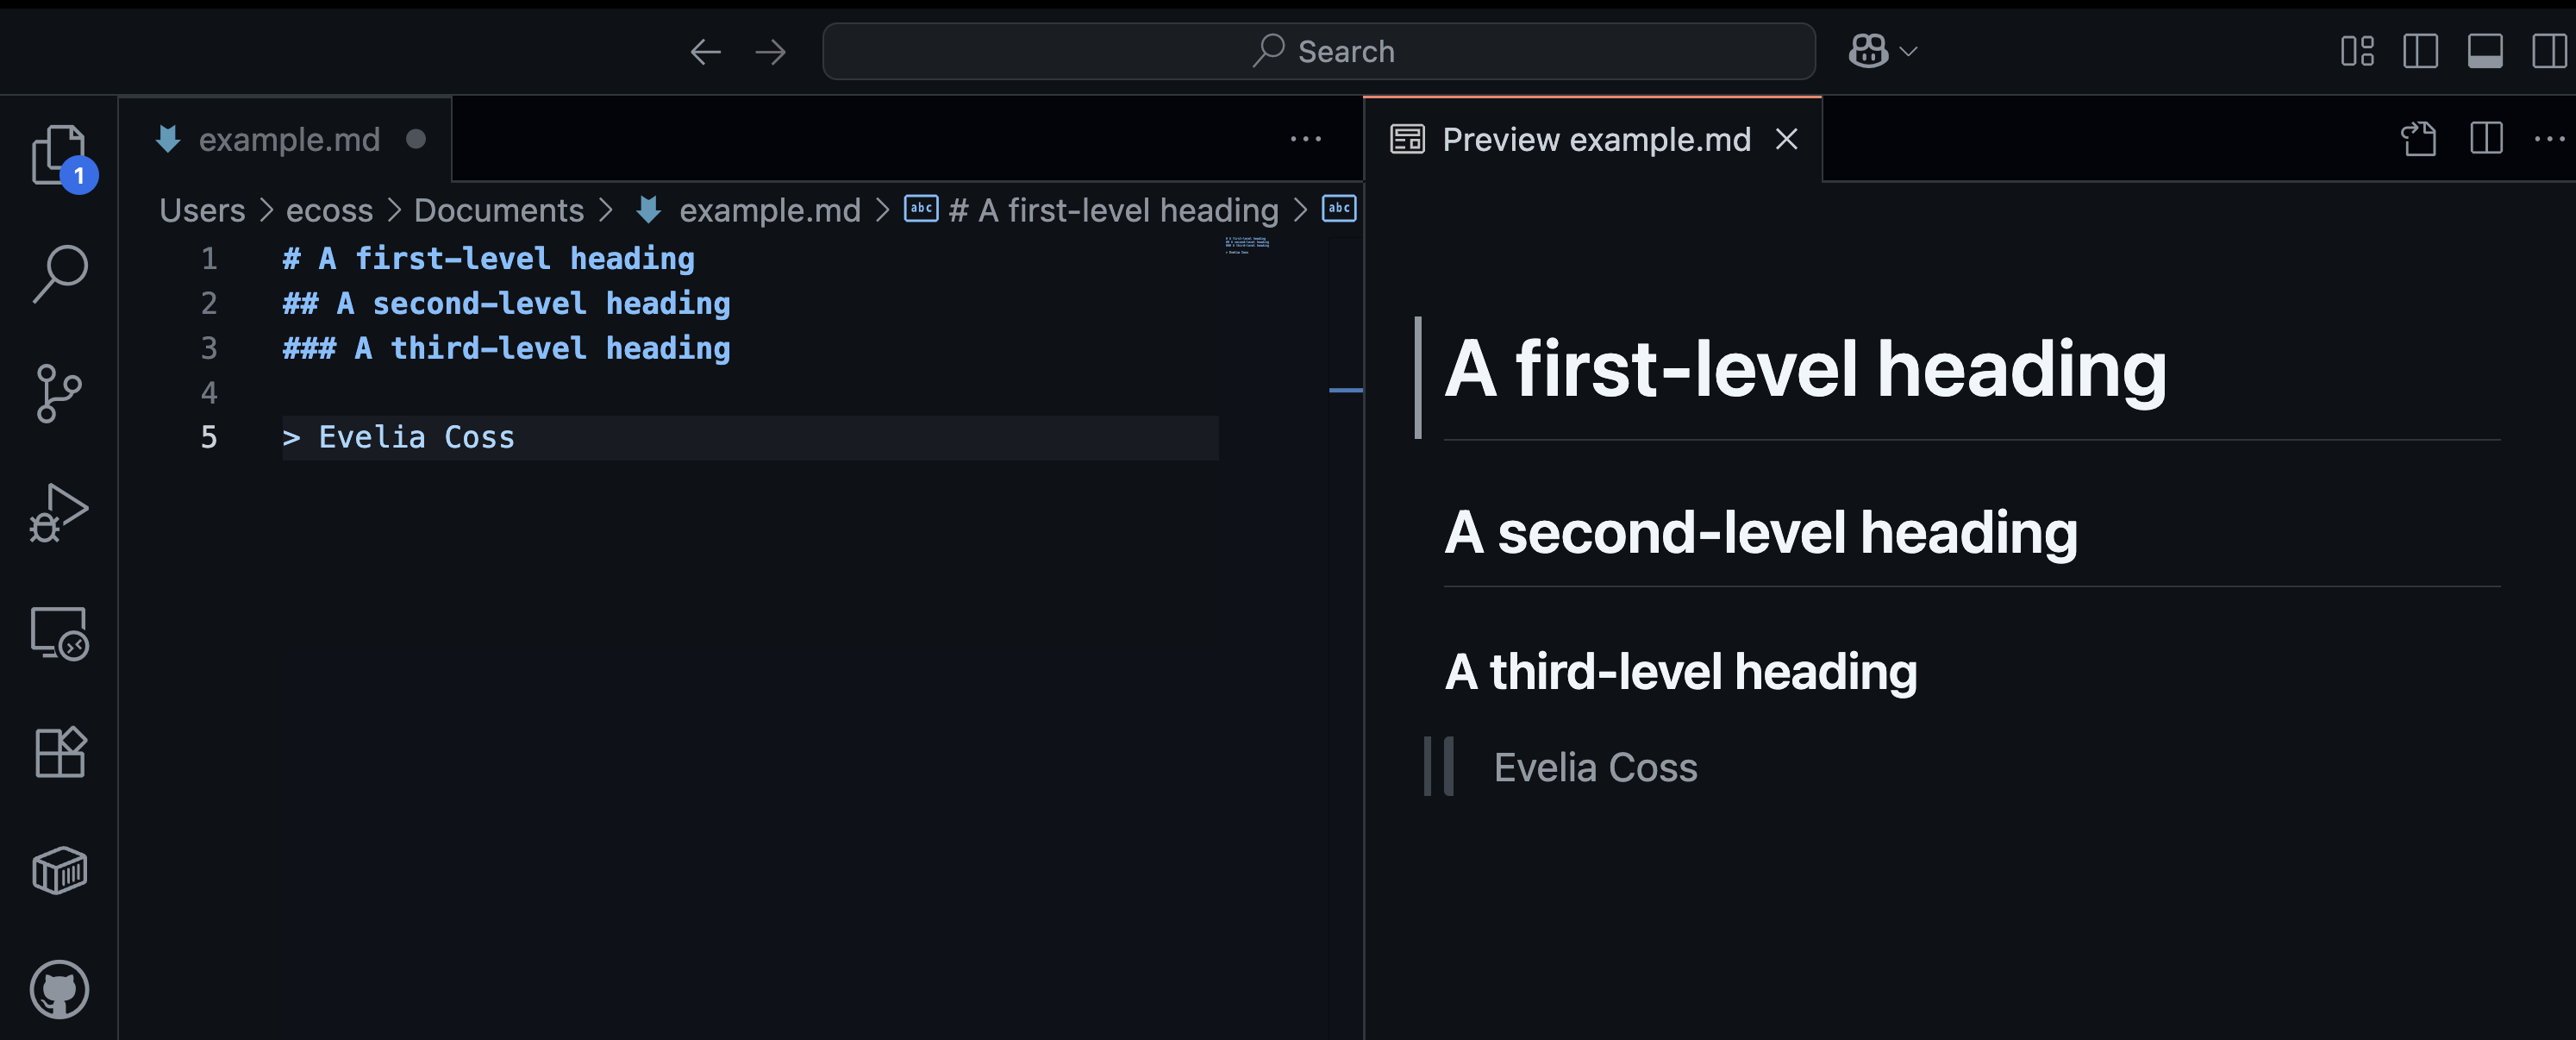 Search
example.md
Preview example.md
1
Users > ecoss > Documents > example.md > abc # A first-level heading > abc
1 # A first-level heading
2 ## A second-level heading
3 ### A third-level heading
4
5 > Evelia Coss
A first-level heading
A second-level heading
A third-level heading
Evelia Coss